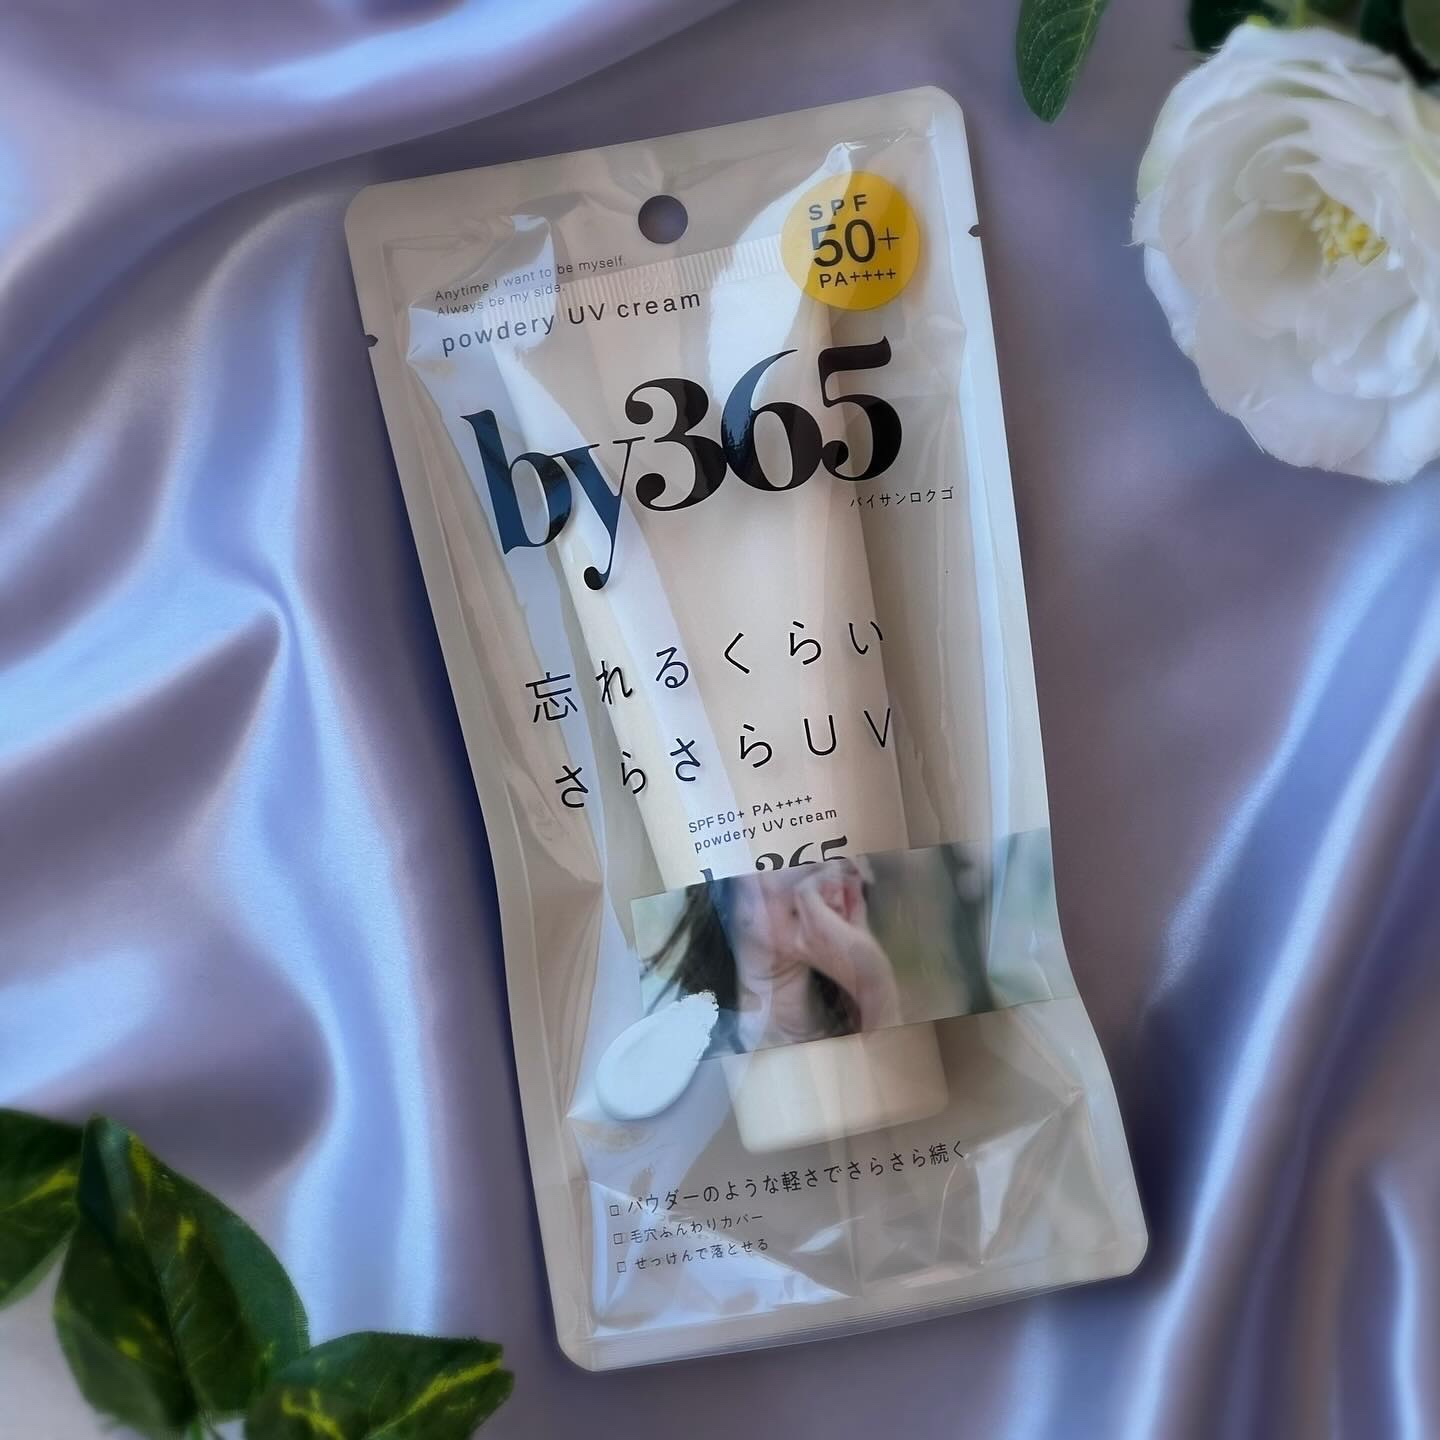 SPF
50+
PA++++
Anytime I want to be myself.
Always be my side.
powdery UV cream
by365
バイサンロクゴ
忘れるくらい
さらさらUV
SPF50+ PA++++
powdery UV cream
by365
□ パウダーのような軽さでさらさら続く
□ 毛穴ふんわりカバー
□ せっけんで落とせる